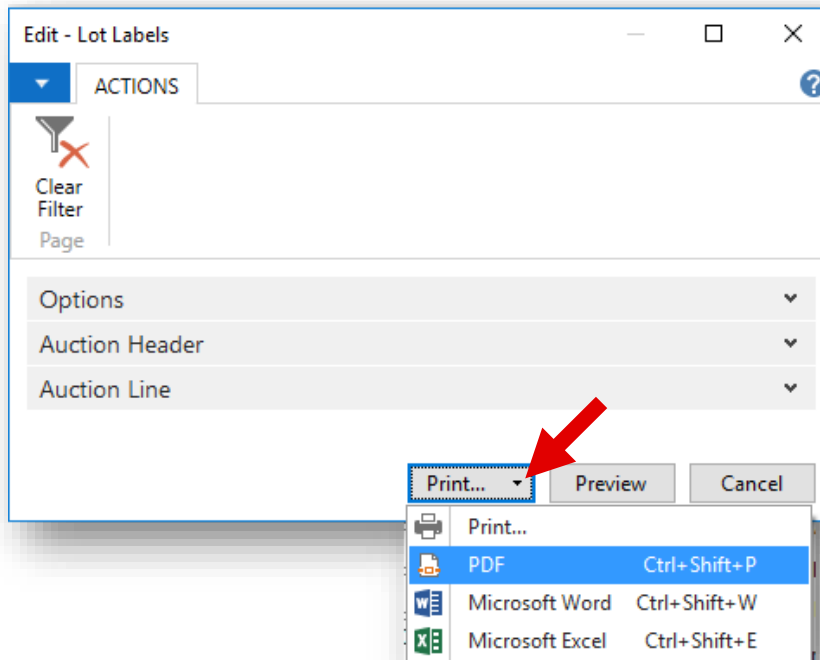 Edit - Lot Labels
ACTIONS
?
Clear
Filter
Page
Options
Auction Header
Auction Line
Print... Preview Cancel
Print...
PDF Ctrl+Shift+P
Microsoft Word Ctrl+Shift+W
Microsoft Excel Ctrl+Shift+E